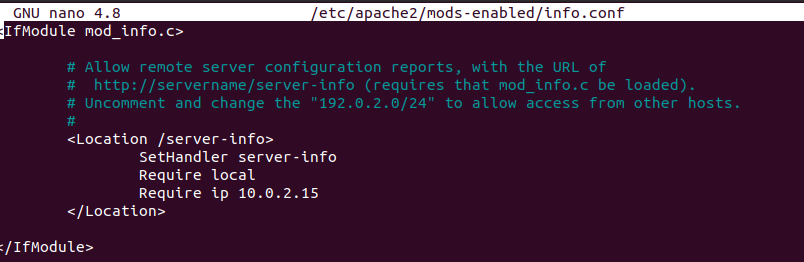 GNU nano 4.8 /etc/apache2/mods-enabled/info.conf
<IfModule mod_info.c>
# Allow remote server configuration reports, with the URL of
#  http://servername/server-info (requires that mod_info.c be loaded).
# Uncomment and change the "192.0.2.0/24" to allow access from other hosts.
#
<Location /server-info>
SetHandler server-info
Require local
Require ip 10.0.2.15
</Location>
</IfModule>